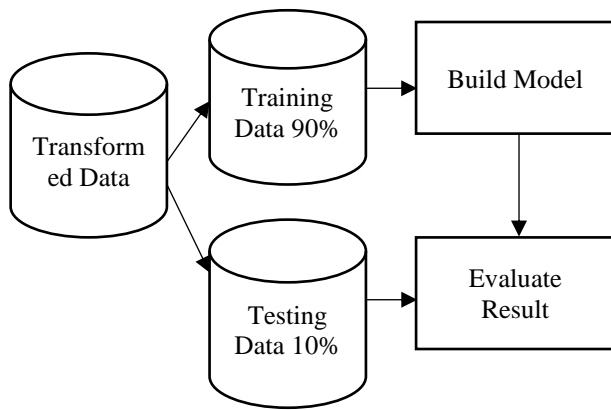 Transform
ed Data
Training
Data 90%
Build Model
Testing
Data 10%
Evaluate
Result